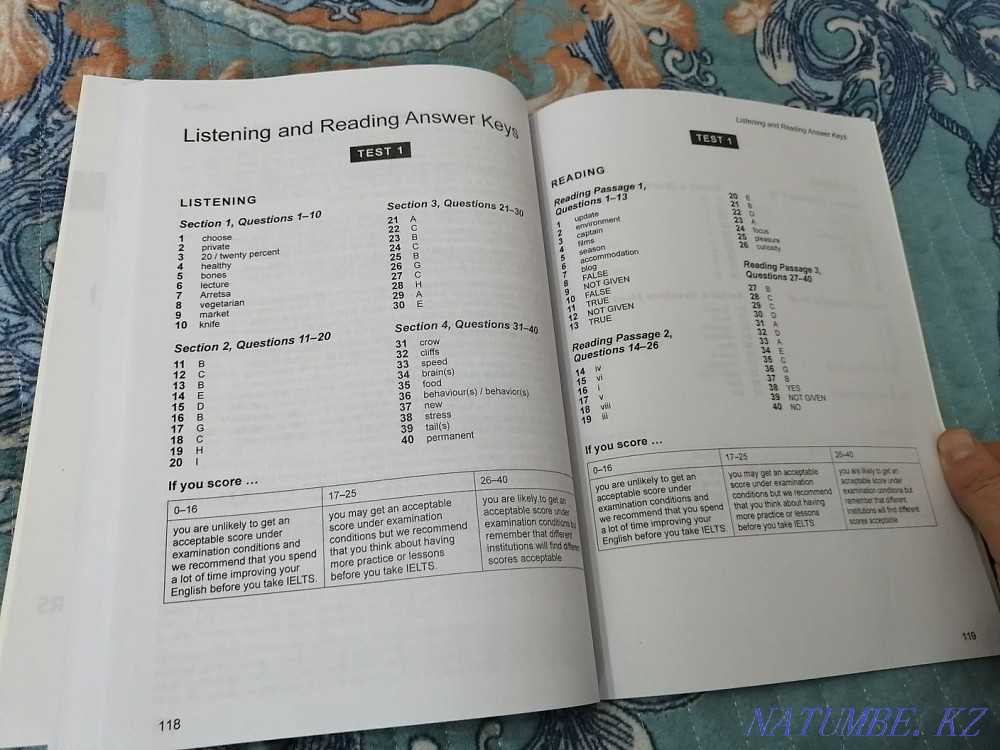 Listening and Reading Answer Keys
TEST 1
LISTENING
Section 1, Questions 1–10
1 choose
2 private
3 20 / twenty percent
4 healthy
5 bones
6 lecture
7 Arretsa
8 vegetarian
9 market
10 knife
Section 2, Questions 11–20
11 B
12 C
13 B
14 E
15 D
16 B
17 G
18 C
19 H
20 I
Section 3, Questions 21–30
21 A
22 C
23 B
24 C
25 B
26 G
27 C
28 H
29 A
30 E
Section 4, Questions 31–40
31 crow
32 cliffs
33 speed
34 brain(s)
35 food
36 behaviour(s) / behavior(s)
37 new
38 stress
39 tail(s)
40 permanent
If you score …
0–16
you are unlikely to get an
acceptable score under
examination conditions and
we recommend that you spend
a lot of time improving your
English before you take IELTS.
17–25
you may get an acceptable
score under examination
conditions but we recommend
that you think about having
more practice or lessons
before you take IELTS.
26–40
you are likely to get an
acceptable score under
examination conditions but
remember that different
institutions will find different
scores acceptable.
118
Listening and Reading Answer Keys
TEST 1
READING
Reading Passage 1,
Questions 1–13
1 update
2 environment
3 captain
4 films
5 season
6 accommodation
7 blog
8 FALSE
9 NOT GIVEN
10 FALSE
11 TRUE
12 NOT GIVEN
13 TRUE
Reading Passage 2,
Questions 14–26
14 iv
15 vi
16 i
17 v
18 viii
19 iii
20 E
21 B
22 D
23 A
24 focus
25 pleasure
26 curiosity
Reading Passage 3,
Questions 27–40
27 B
28 C
29 C
30 D
31 A
32 D
33 A
34 E
35 C
36 G
37 B
38 YES
39 NOT GIVEN
40 NO
If you score …
0–16
you are unlikely to get an
acceptable score under
examination conditions and
we recommend that you spend
a lot of time improving your
English before you take IELTS.
17–25
you may get an acceptable
score under examination
conditions but we recommend
that you think about having
more practice or lessons
before you take IELTS.
26–40
you are likely to get an
acceptable score under
examination conditions but
remember that different
institutions will find different
scores acceptable
119
NATUMBE. KZ